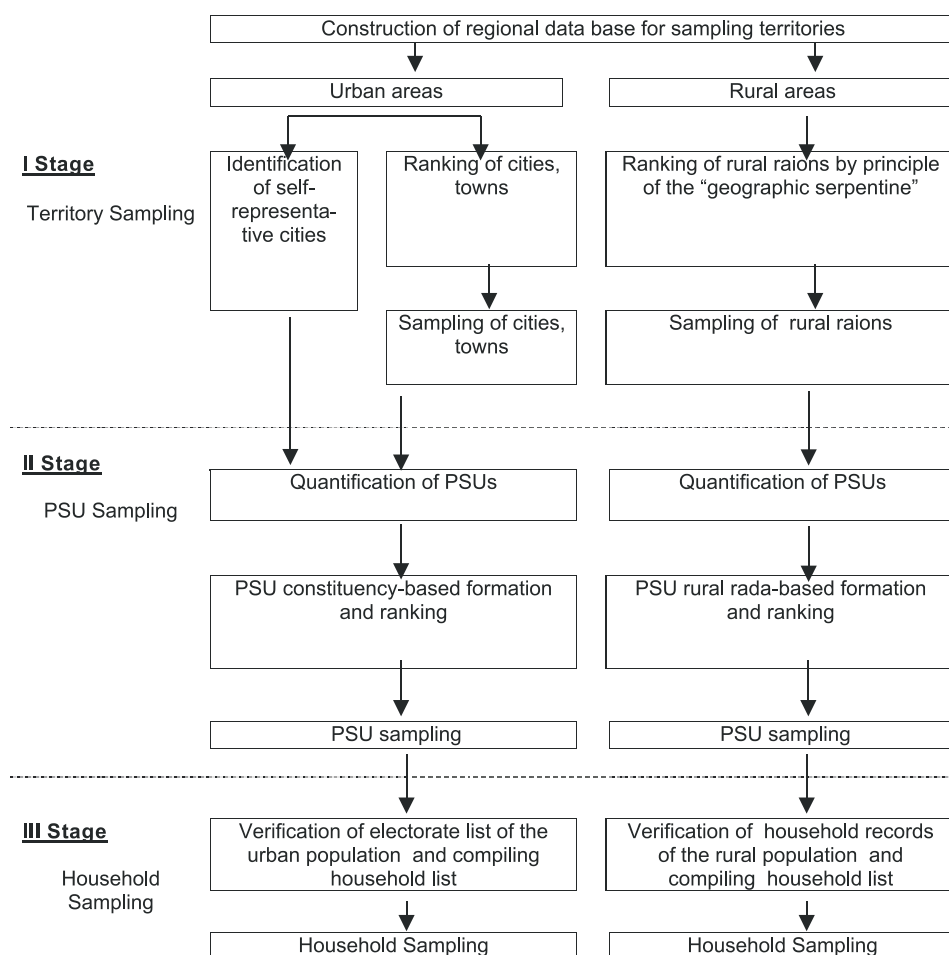 Construction of regional data base for sampling territories
Urban areas
Rural areas
I Stage
Territory Sampling
Identification
of self-
representa-
tive cities
Ranking of cities,
towns
Ranking of rural raions by principle
of the “geographic serpentine”
Sampling of cities,
towns
Sampling of rural raions
II Stage
PSU Sampling
Quantification of PSUs
Quantification of PSUs
PSU constituency-based formation
and ranking
PSU rural rada-based formation
and ranking
PSU sampling
PSU sampling
III Stage
Household
Sampling
Verification of electorate list of the
urban population and compiling
household list
Verification of household records
of the rural population and
compiling household list
Household Sampling
Household Sampling